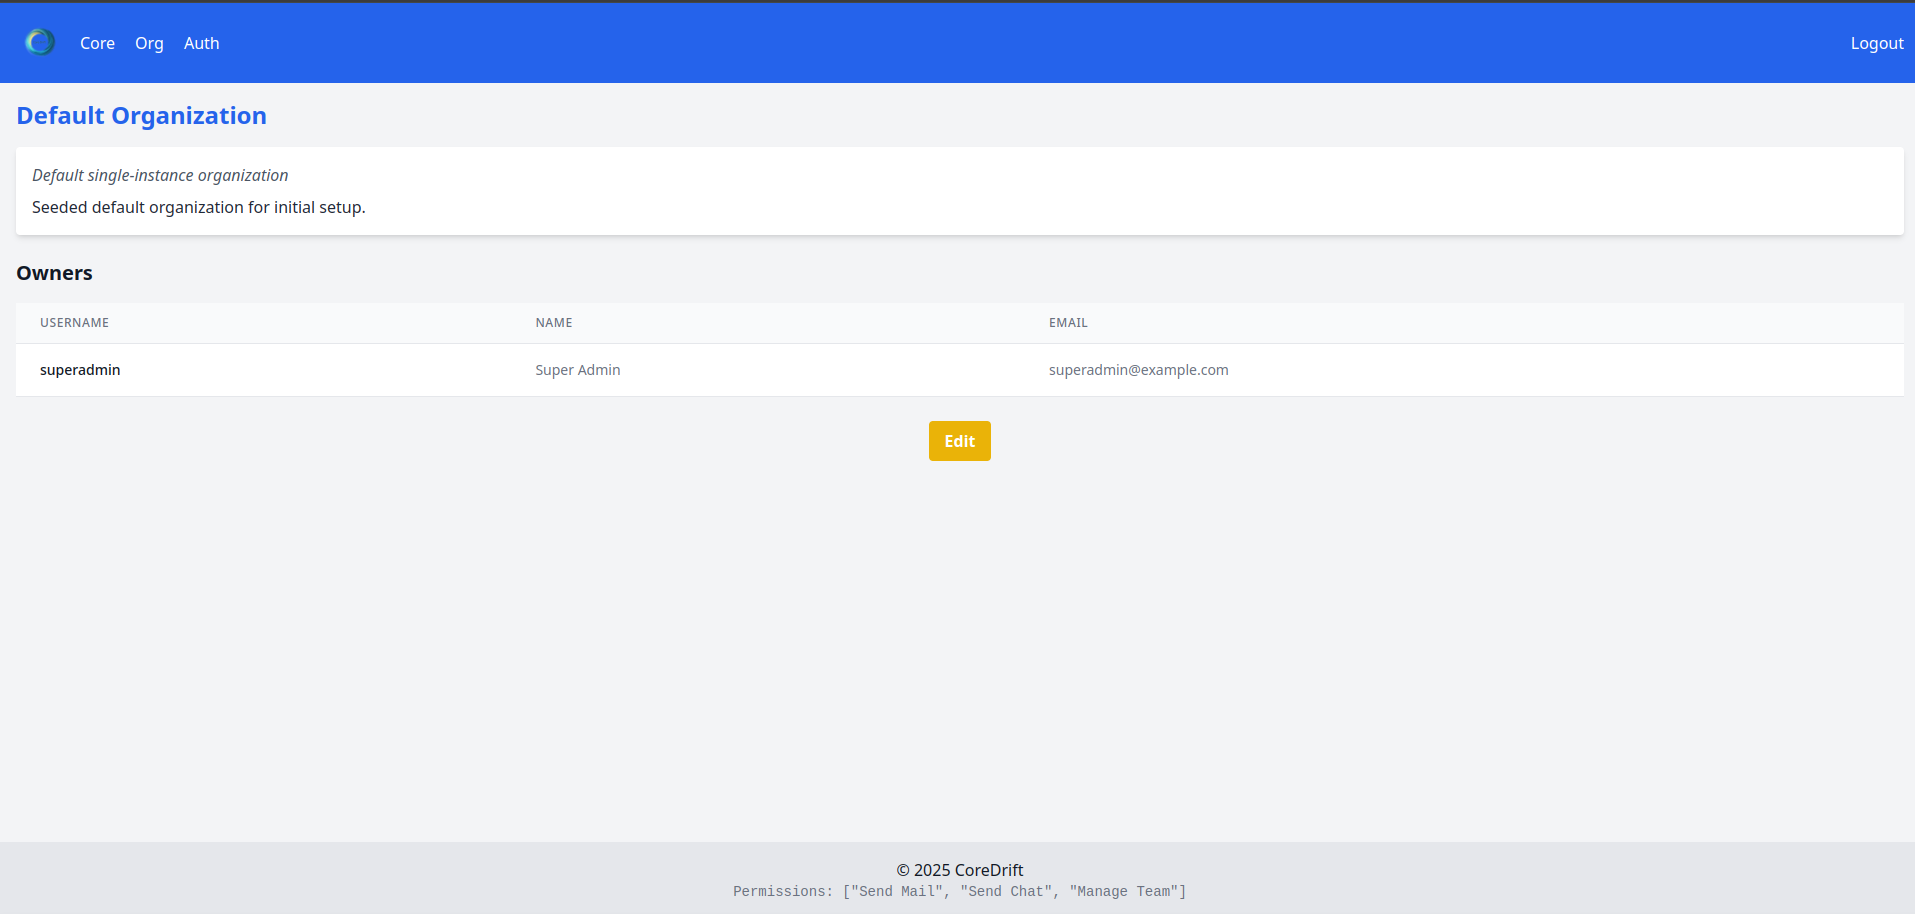 Core Org Auth Logout
Default Organization
Default single-instance organization
Seeded default organization for initial setup.
Owners
USERNAME NAME EMAIL
superadmin Super Admin superadmin@example.com
Edit
© 2025 CoreDrift
Permissions: ["Send Mail", "Send Chat", "Manage Team"]